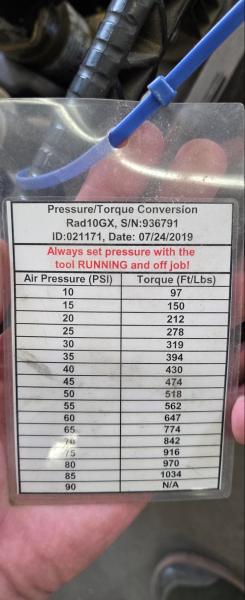 Pressure/Torque Conversion
Rad10GX, S/N:936791
ID:021171, Date: 07/24/2019
Always set pressure with the
tool RUNNING and off job!
Air Pressure (PSI) Torque (Ft/Lbs)
10 97
15 150
20 212
25 278
30 319
35 394
40 430
45 474
50 518
55 562
60 647
65 774
70 842
75 916
80 970
85 1034
90 N/A